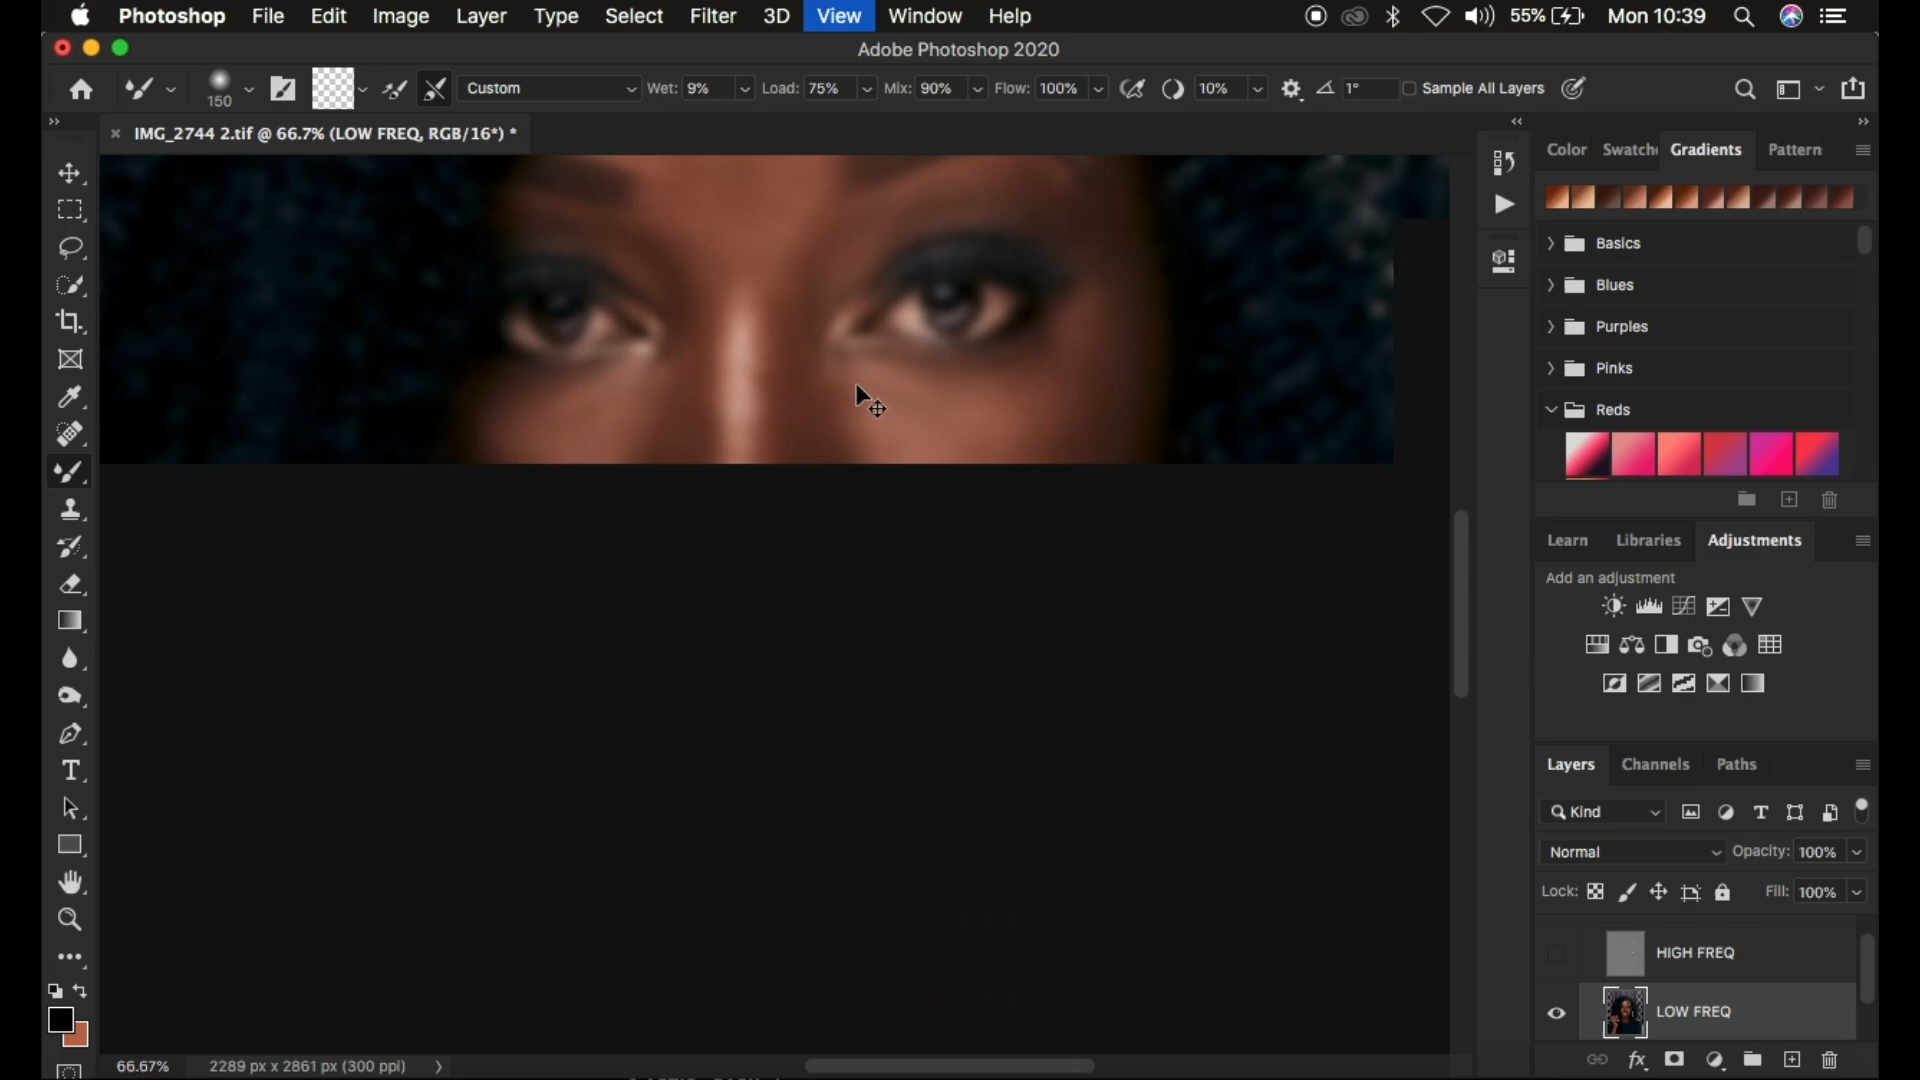 Photoshop File Edit Image Layer Type Select Filter 3D View Window Help 55% Mon 10:39
Adobe Photoshop 2020
150 Custom Wet: 9% Load: 75% Mix: 90% Flow: 100% 10% 1° Sample All Layers
IMG_2744 2.tif @ 66.7% (LOW FREQ, RGB/16*) *
Color Swatche Gradients Pattern
Basics
Blues
Purples
Pinks
Reds
Learn Libraries Adjustments
Add an adjustment
Layers Channels Paths
Kind
Normal Opacity: 100%
Lock: Fill: 100%
HIGH FREQ
LOW FREQ
66.67% 2289 px x 2861 px (300 ppi)